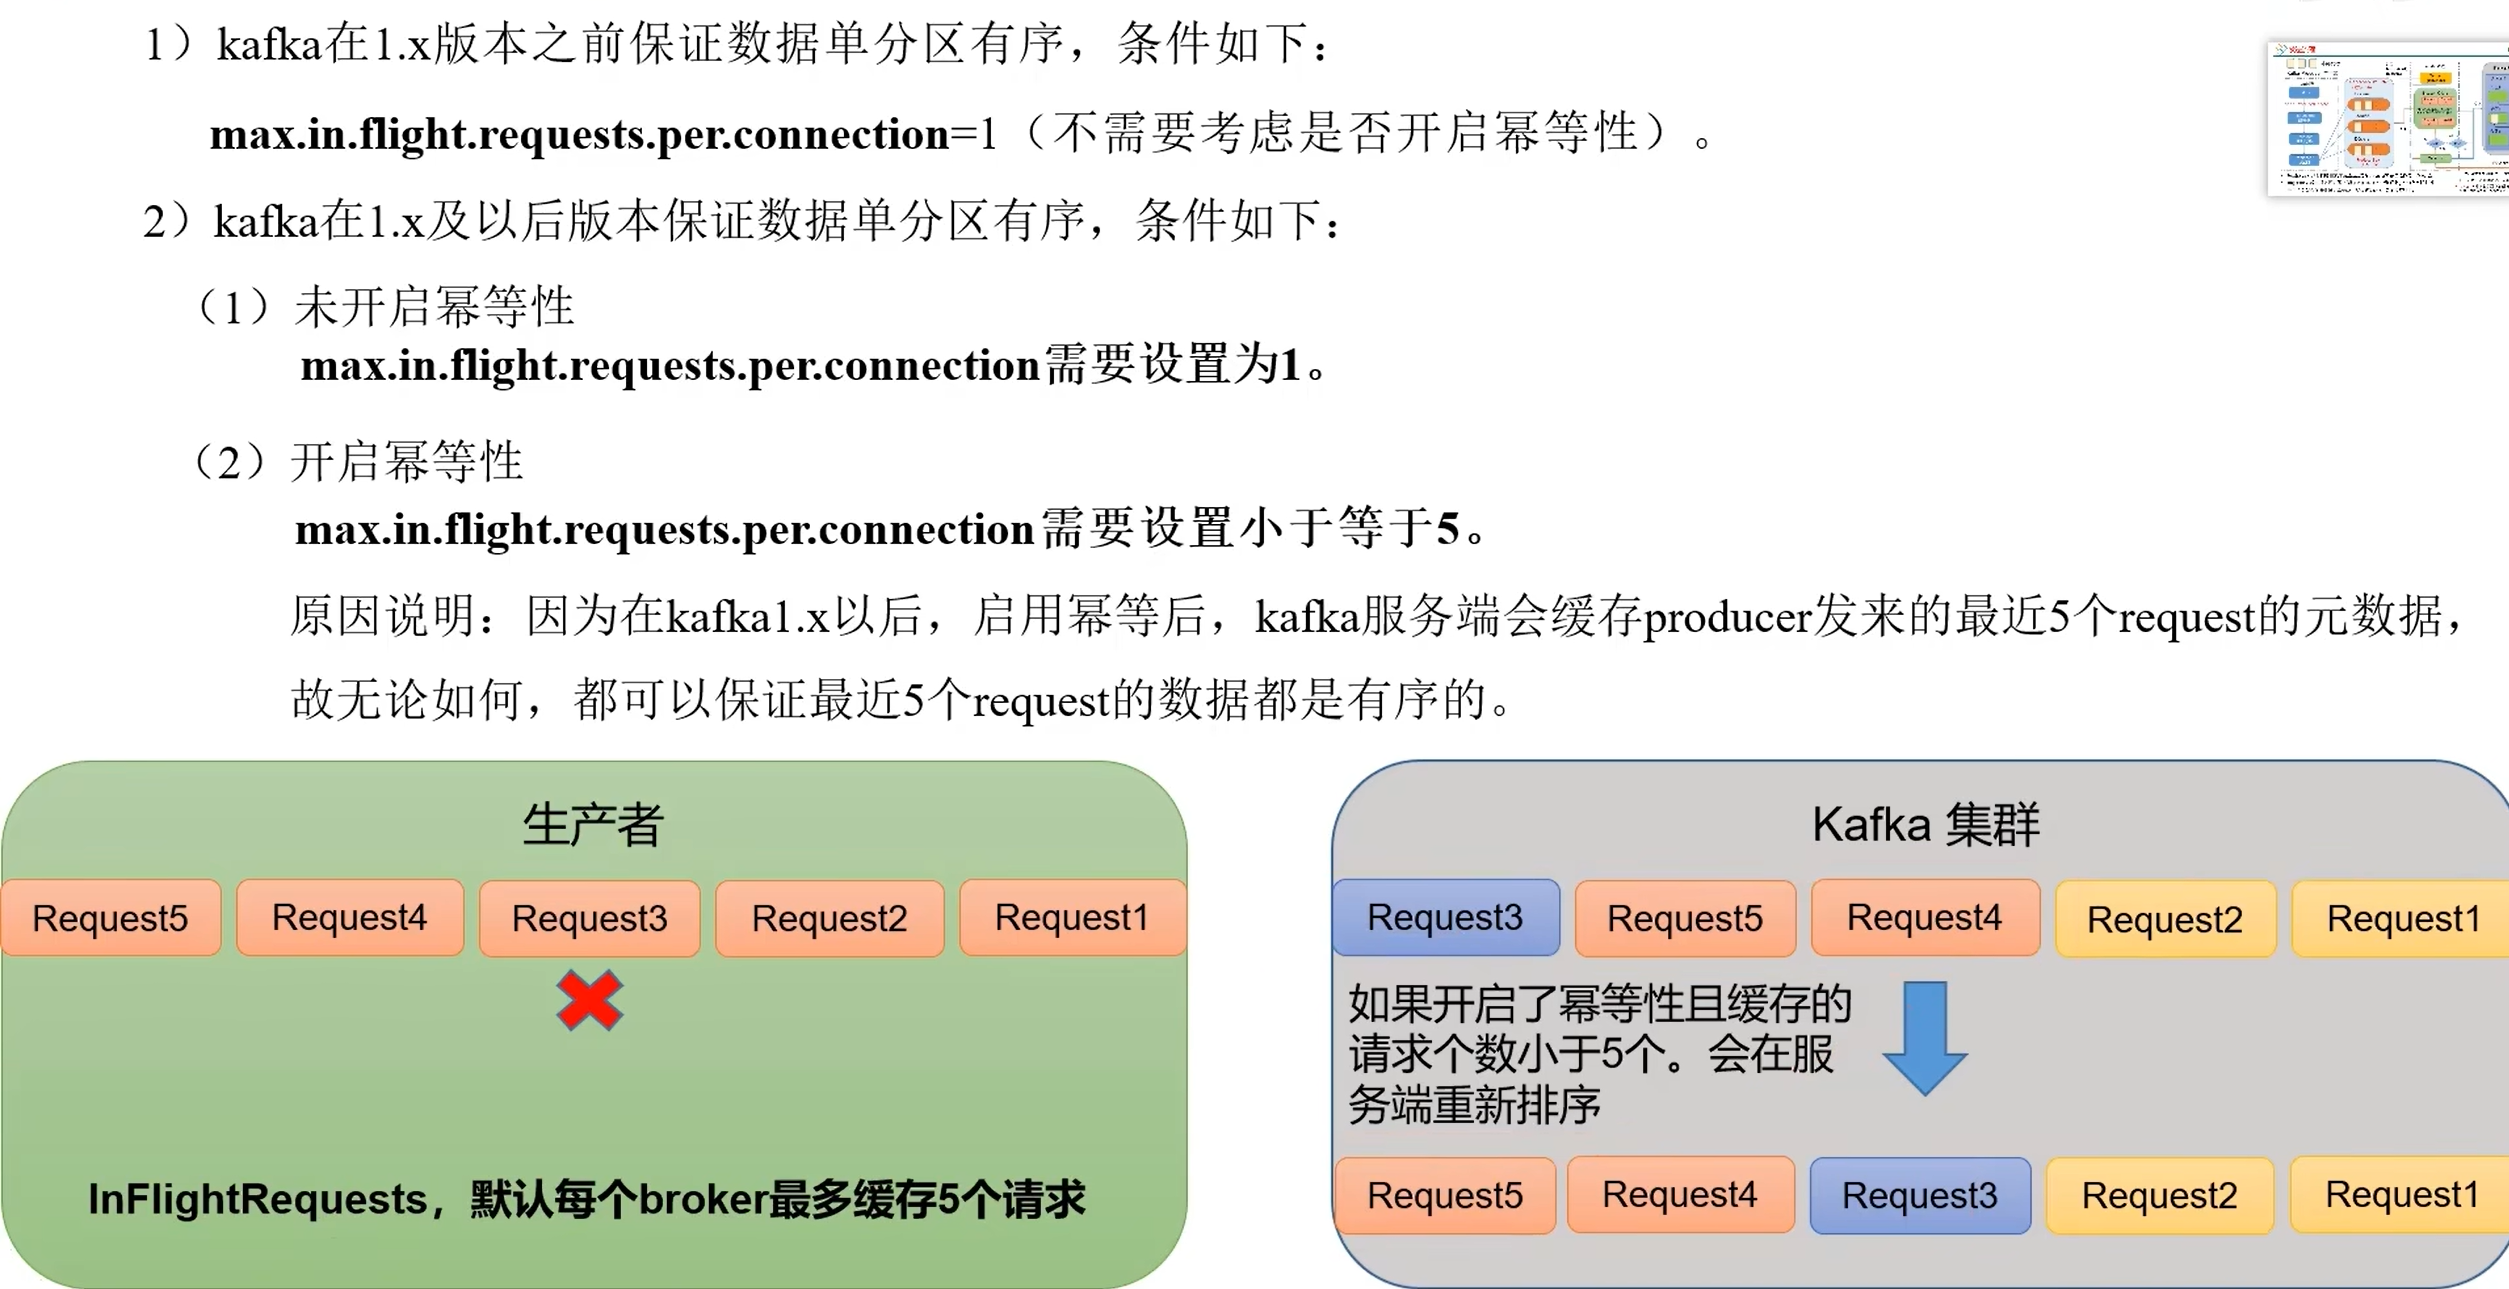 1）kafka在1.x版本之前保证数据单分区有序，条件如下：
max.in.flight.requests.per.connection=1（不需要考虑是否开启幂等性）。
2）kafka在1.x及以后版本保证数据单分区有序，条件如下：
（1）未开启幂等性
max.in.flight.requests.per.connection需要设置为1。
（2）开启幂等性
max.in.flight.requests.per.connection需要设置小于等于5。
原因说明：因为在kafka1.x以后，启用幂等后，kafka服务端会缓存producer发来的最近5个request的元数据，
故无论如何，都可以保证最近5个request的数据都是有序的。
生产者
Request5 Request4 Request3 Request2 Request1
InFlightRequests，默认每个broker最多缓存5个请求
Kafka 集群
Request3 Request5 Request4 Request2 Request1
如果开启了幂等性且缓存的
请求个数小于5个。会在服
务端重新排序
Request5 Request4 Request3 Request2 Request1